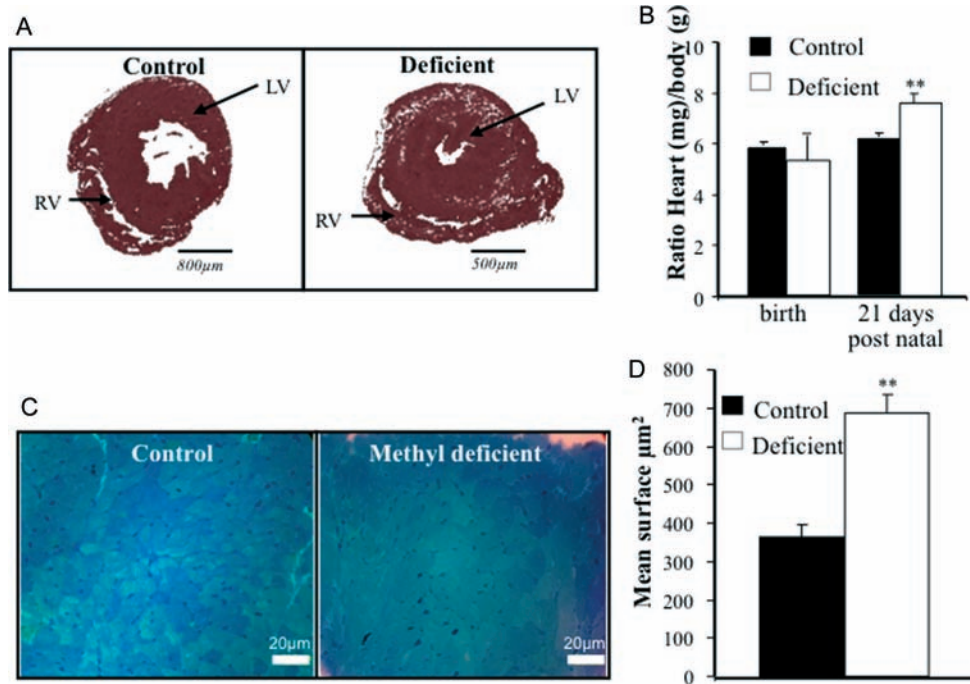 A
Control
LV
RV
800µm
Deficient
LV
RV
500µm
B
Ratio Heart (mg)/body (g)
10
8
6
4
2
0
Control
Deficient
**
birth
21 days
post natal
C
Control
20µm
Methyl deficient
20µm
D
Mean surface µm²
800
700
600
500
400
300
200
100
0
Control
Deficient
**